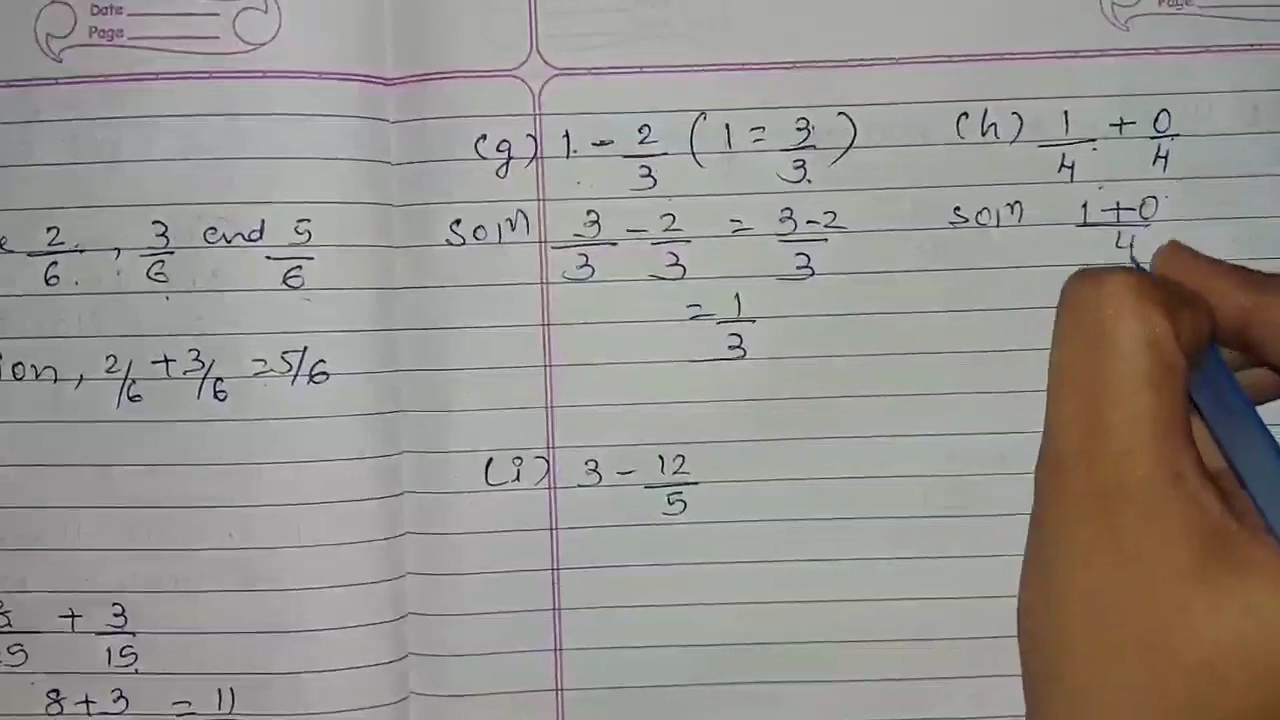 Date
Page
Page
(g) 1 - 2/3 (1 = 3/3)
Soln 3/3 - 2/3 = 3-2/3
= 1/3
(i) 3 - 12/5
(h) 1/4 + 0/4
Soln 1+0/4
2/6, 3/6 and 5/6
2/6 + 3/6 = 5/6
+ 3/15
8+3 = 11